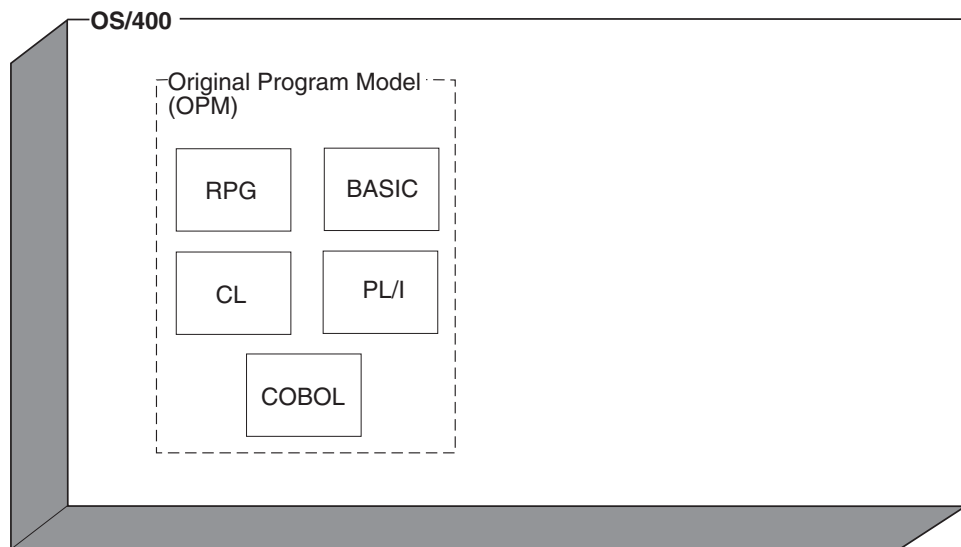 OS/400
Original Program Model
(OPM)
RPG
BASIC
CL
PL/I
COBOL